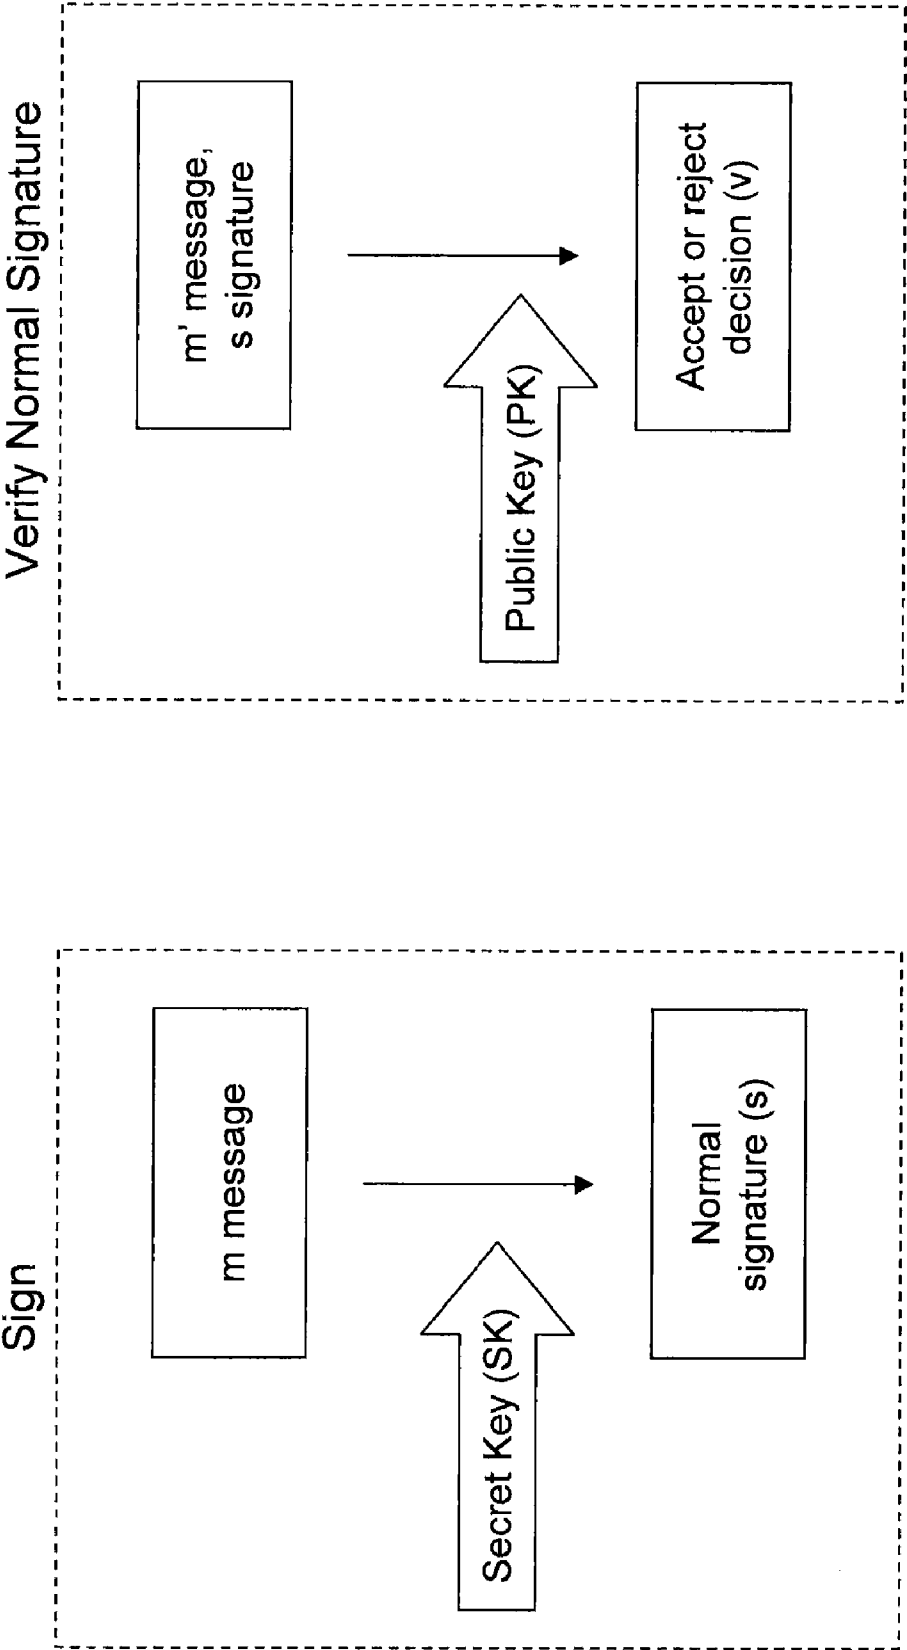 Sign
m message
Secret Key (SK)
Normal
signature (s)
Verify Normal Signature
m' message,
s signature
Public Key (PK)
Accept or reject
decision (v)